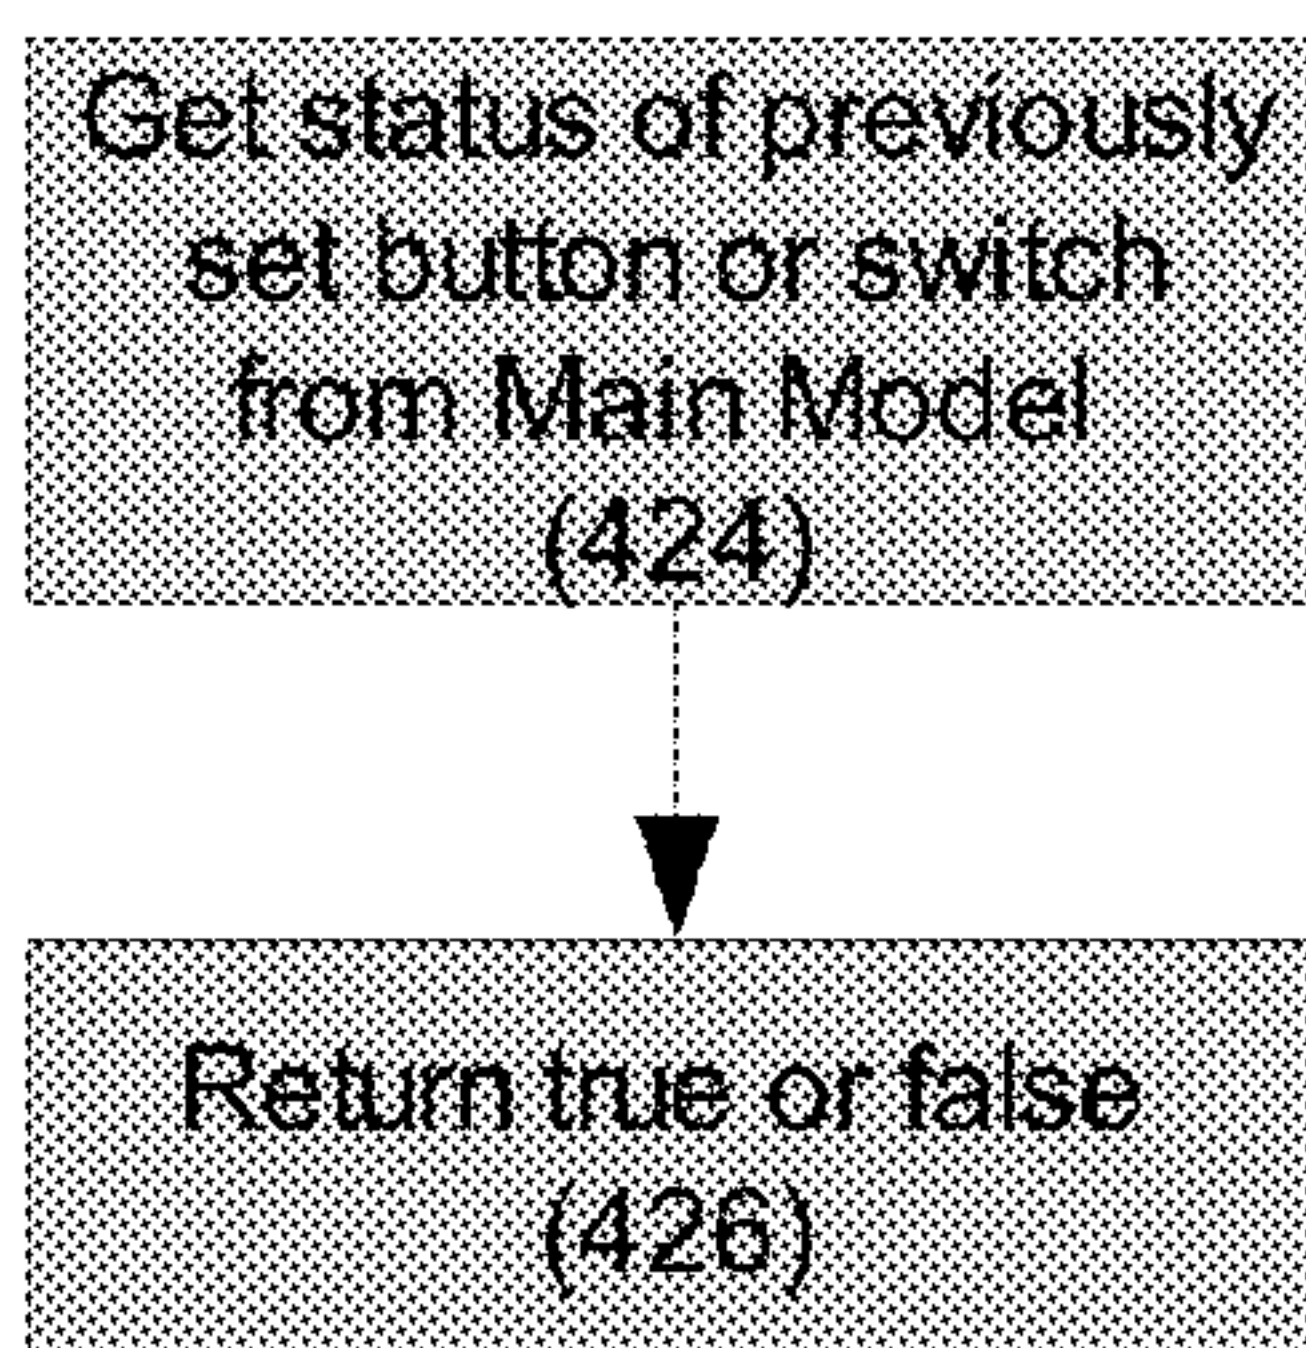 Get status of previously
set button or switch
from Main Model
(424)
Return true or false
(426)